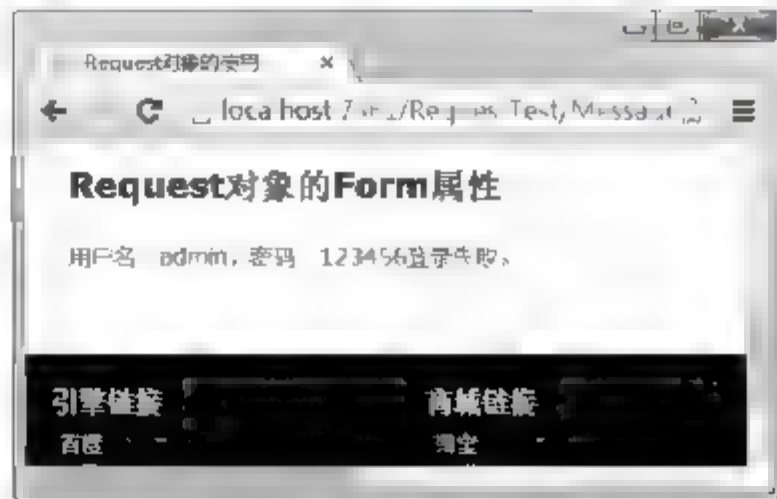 Request对象的应用
localhost
Request对象的Form属性
用户名 admin，密码 123456登录失败。
引擎链接 商城链接
百度 淘宝